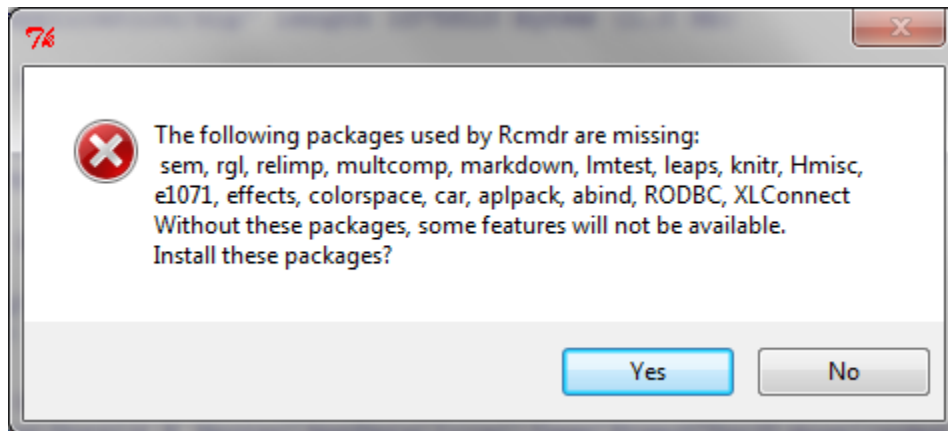 7k
The following packages used by Rcmdr are missing:
sem, rgl, relimp, multcomp, markdown, lmtest, leaps, knitr, Hmisc,
e1071, effects, colorspace, car, aplpack, abind, RODBC, XLConnect
Without these packages, some features will not be available.
Install these packages?
Yes No